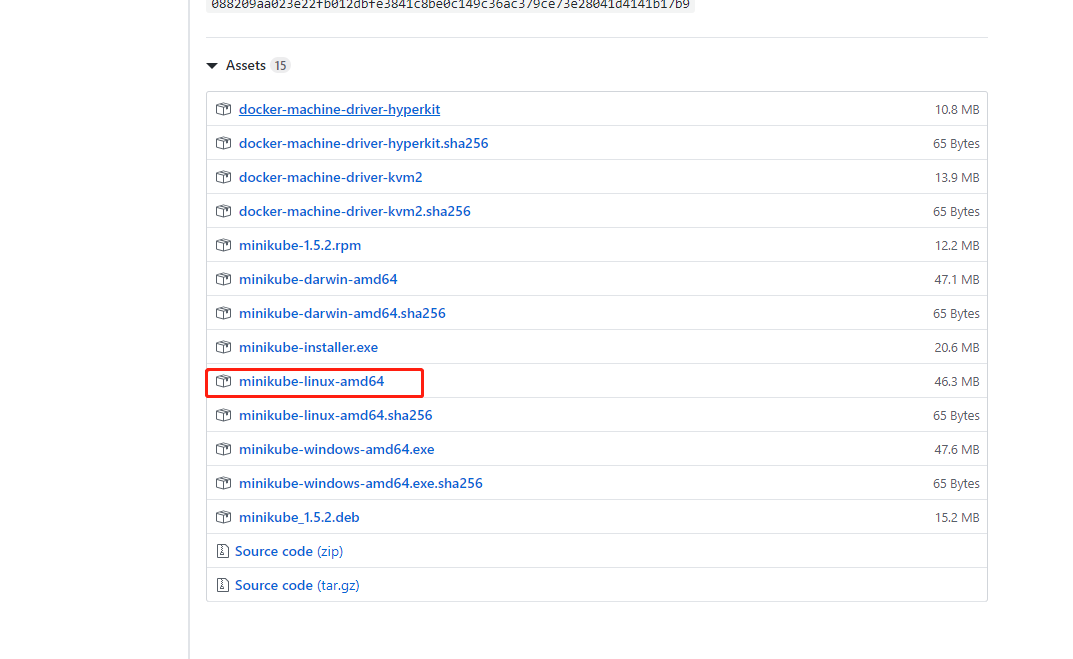 088209aa023e22fb012dbfe3841c8be0c149c36ac379ce73e28041d4141b17b9
Assets 15
docker-machine-driver-hyperkit 10.8 MB
docker-machine-driver-hyperkit.sha256 65 Bytes
docker-machine-driver-kvm2 13.9 MB
docker-machine-driver-kvm2.sha256 65 Bytes
minikube-1.5.2.rpm 12.2 MB
minikube-darwin-amd64 47.1 MB
minikube-darwin-amd64.sha256 65 Bytes
minikube-installer.exe 20.6 MB
minikube-linux-amd64 46.3 MB
minikube-linux-amd64.sha256 65 Bytes
minikube-windows-amd64.exe 47.6 MB
minikube-windows-amd64.exe.sha256 65 Bytes
minikube_1.5.2.deb 15.2 MB
Source code (zip)
Source code (tar.gz)